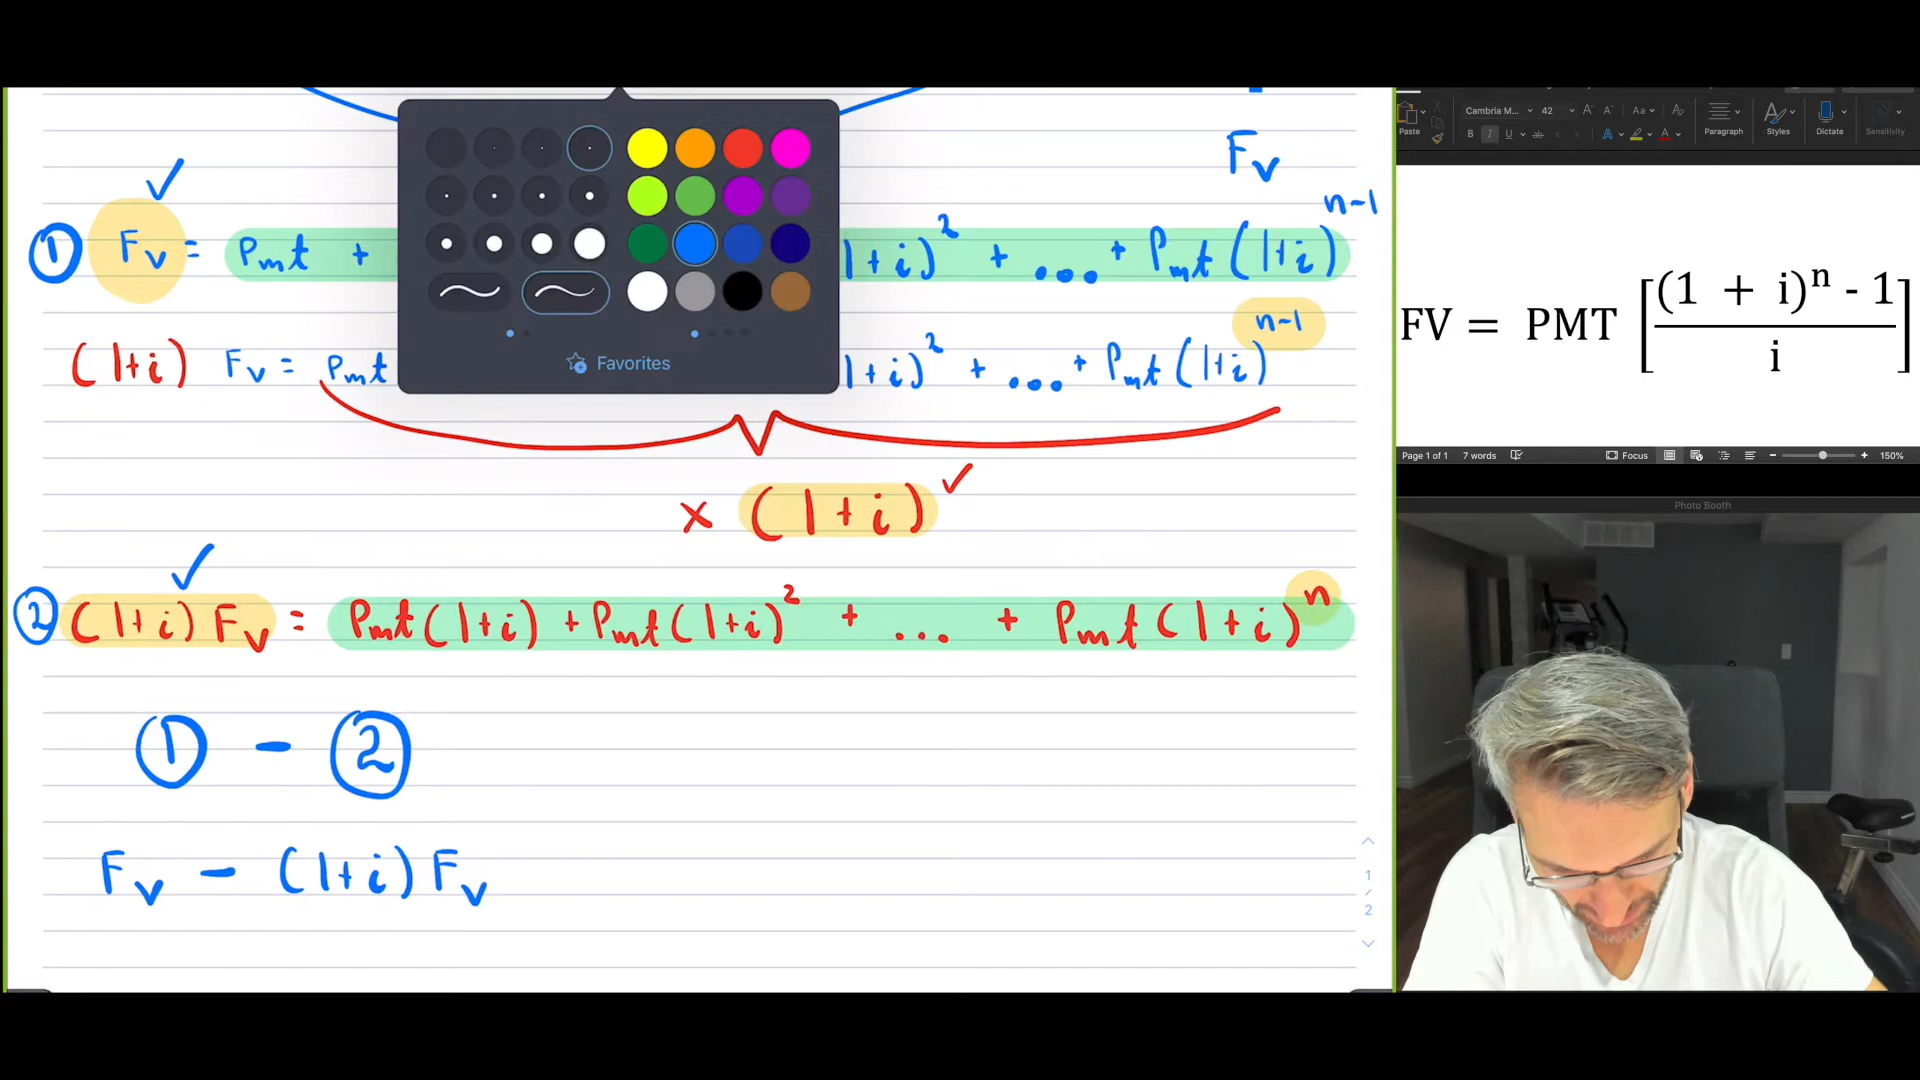 Fv
① Fv = Pmt + 1+i)² + ... + Pmt (1+i)ⁿ⁻¹
(1+i) Fv = Pmt 1+i)² + ... + Pmt (1+i)ⁿ⁻¹
Favorites
× (1+i) ✓
② (1+i) Fv = Pmt (1+i) + Pmt (1+i)² + ... + Pmt (1+i)ⁿ
① - ②
Fv - (1+i) Fv
1
/
2
Cambria M... 42 Aa
Paste B I U ab x x A A Paragraph Styles Dictate Sensitivity
FV = PMT [((1 + i)ⁿ - 1) / i]
Page 1 of 1 7 words Focus 150%
Photo Booth